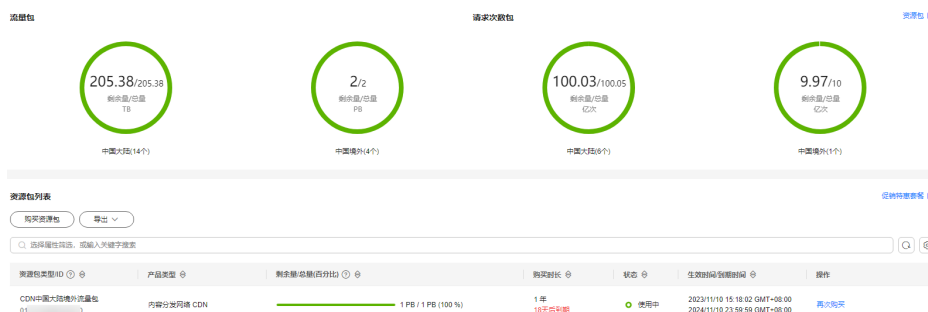 流量包
请求次数包
资源包
205.38/205.38
剩余量/总量
TB
中国大陆(14个)
2/2
剩余量/总量
PB
中国境外(4个)
100.03/100.05
剩余量/总量
亿次
中国大陆(6个)
9.97/10
剩余量/总量
亿次
中国境外(1个)
资源包列表
促销特惠套餐
购买资源包
导出
选择属性筛选，或输入关键字搜索
资源包类型/ID
产品类型
剩余量/总量(百分比)
购买时长
状态
生效时间/到期时间
操作
CDN中国大陆境外流量包
01
内容分发网络 CDN
1 PB / 1 PB (100 %)
1 年
18天后到期
使用中
2023/11/10 15:18:02 GMT+08:00
2024/11/10 23:59:59 GMT+08:00
再次购买